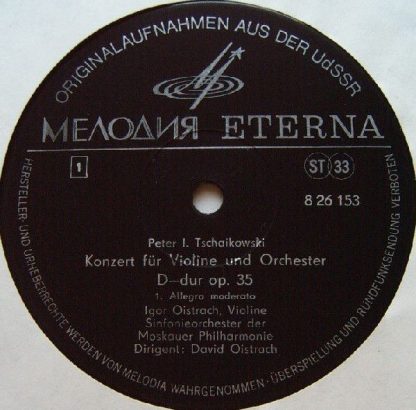 ORIGINALAUFNAHMEN AUS DER UdSSR
МЕЛОДИЯ ETERNA
1
ST 33
8 26 153
Peter I. Tschaikowski
Konzert für Violine und Orchester
D–dur op. 35
1. Allegro moderato
Igor Oistrach, Violine
Sinfonieorchester der
Moskauer Philharmonie
Dirigent: David Oistrach
HERSTELLER- UND URHEBERRECHTE WERDEN VON MELODIA WAHRGENOMMEN · ÜBERSPIELUNG UND RUNDFUNKSENDUNG VERBOTEN